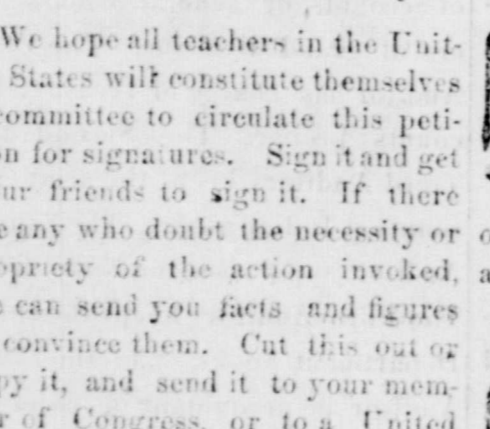 We hope all teachers in the Unit-
States will constitute themselves
committee to circulate this peti-
n for signatures. Sign it and get
ur friends to sign it. If there
e any who doubt the necessity or
opriety of the action invoked,
e can send you facts and figures
convince them. Cut this out or
py it, and send it to your mem-
r of Congress, or to a United